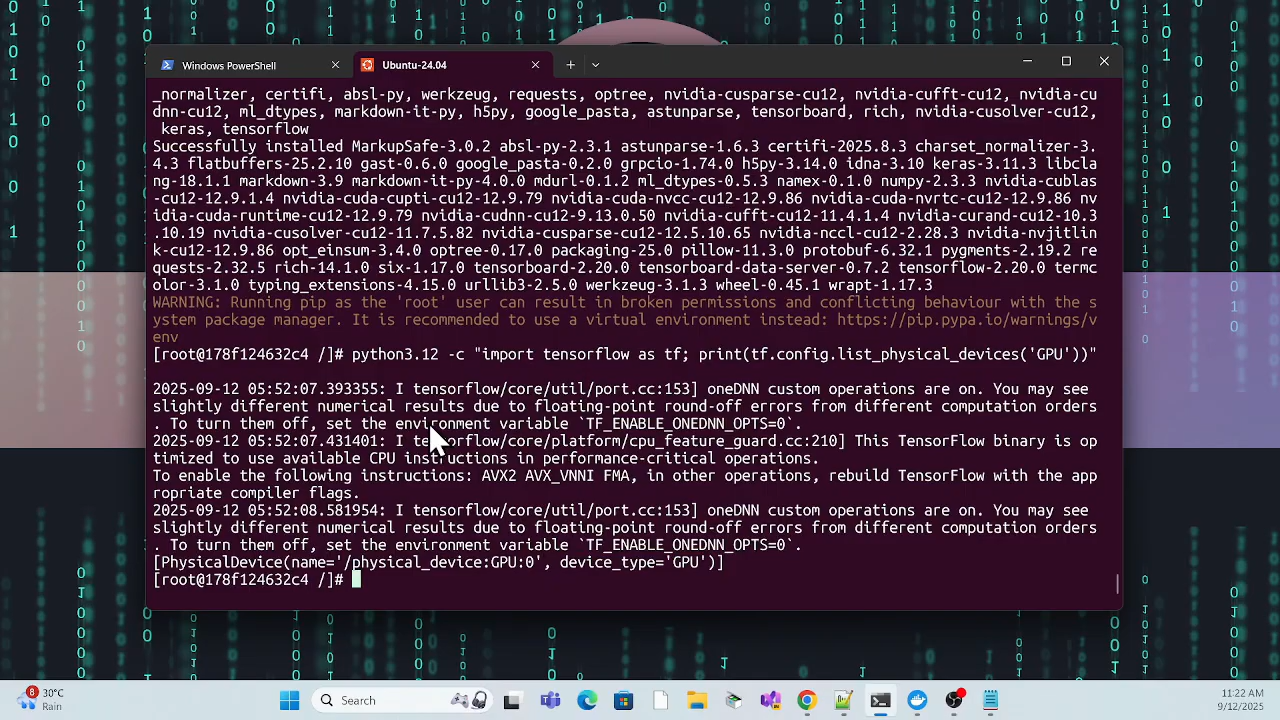 Windows PowerShell
Ubuntu-24.04
_normalizer, certifi, absl-py, werkzeug, requests, optree, nvidia-cusparse-cu12, nvidia-cufft-cu12, nvidia-cu
dnn-cu12, ml_dtypes, markdown-it-py, h5py, google_pasta, astunparse, tensorboard, rich, nvidia-cusolver-cu12,
keras, tensorflow
Successfully installed MarkupSafe-3.0.2 absl-py-2.3.1 astunparse-1.6.3 certifi-2025.8.3 charset_normalizer-3.
4.3 flatbuffers-25.2.10 gast-0.6.0 google_pasta-0.2.0 grpcio-1.74.0 h5py-3.14.0 idna-3.10 keras-3.11.3 libcla
ng-18.1.1 markdown-3.9 markdown-it-py-4.0.0 mdurl-0.1.2 ml_dtypes-0.5.3 namex-0.1.0 numpy-2.3.3 nvidia-cublas
-cu12-12.9.1.4 nvidia-cuda-cupti-cu12-12.9.79 nvidia-cuda-nvcc-cu12-12.9.86 nvidia-cuda-nvrtc-cu12-12.9.86 nv
idia-cuda-runtime-cu12-12.9.79 nvidia-cudnn-cu12-9.13.0.50 nvidia-cufft-cu12-11.4.1.4 nvidia-curand-cu12-10.3
.10.19 nvidia-cusolver-cu12-11.7.5.82 nvidia-cusparse-cu12-12.5.10.65 nvidia-nccl-cu12-2.28.3 nvidia-nvjitlin
k-cu12-12.9.86 opt_einsum-3.4.0 optree-0.17.0 packaging-25.0 pillow-11.3.0 protobuf-6.32.1 pygments-2.19.2 re
quests-2.32.5 rich-14.1.0 six-1.17.0 tensorboard-2.20.0 tensorboard-data-server-0.7.2 tensorflow-2.20.0 termc
olor-3.1.0 typing_extensions-4.15.0 urllib3-2.5.0 werkzeug-3.1.3 wheel-0.45.1 wrapt-1.17.3
WARNING: Running pip as the 'root' user can result in broken permissions and conflicting behaviour with the s
ystem package manager. It is recommended to use a virtual environment instead: https://pip.pypa.io/warnings/v
env
[root@178f124632c4 /]# python3.12 -c "import tensorflow as tf; print(tf.config.list_physical_devices('GPU'))"
2025-09-12 05:52:07.393355: I tensorflow/core/util/port.cc:153] oneDNN custom operations are on. You may see
slightly different numerical results due to floating-point round-off errors from different computation orders
. To turn them off, set the environment variable `TF_ENABLE_ONEDNN_OPTS=0`.
2025-09-12 05:52:07.431401: I tensorflow/core/platform/cpu_feature_guard.cc:210] This TensorFlow binary is op
timized to use available CPU instructions in performance-critical operations.
To enable the following instructions: AVX2 AVX_VNNI FMA, in other operations, rebuild TensorFlow with the app
ropriate compiler flags.
2025-09-12 05:52:08.581954: I tensorflow/core/util/port.cc:153] oneDNN custom operations are on. You may see
slightly different numerical results due to floating-point round-off errors from different computation orders
. To turn them off, set the environment variable `TF_ENABLE_ONEDNN_OPTS=0`.
[PhysicalDevice(name='/physical_device:GPU:0', device_type='GPU')]
[root@178f124632c4 /]#
8
30°C
Rain
Search
11:22 AM
9/12/2025